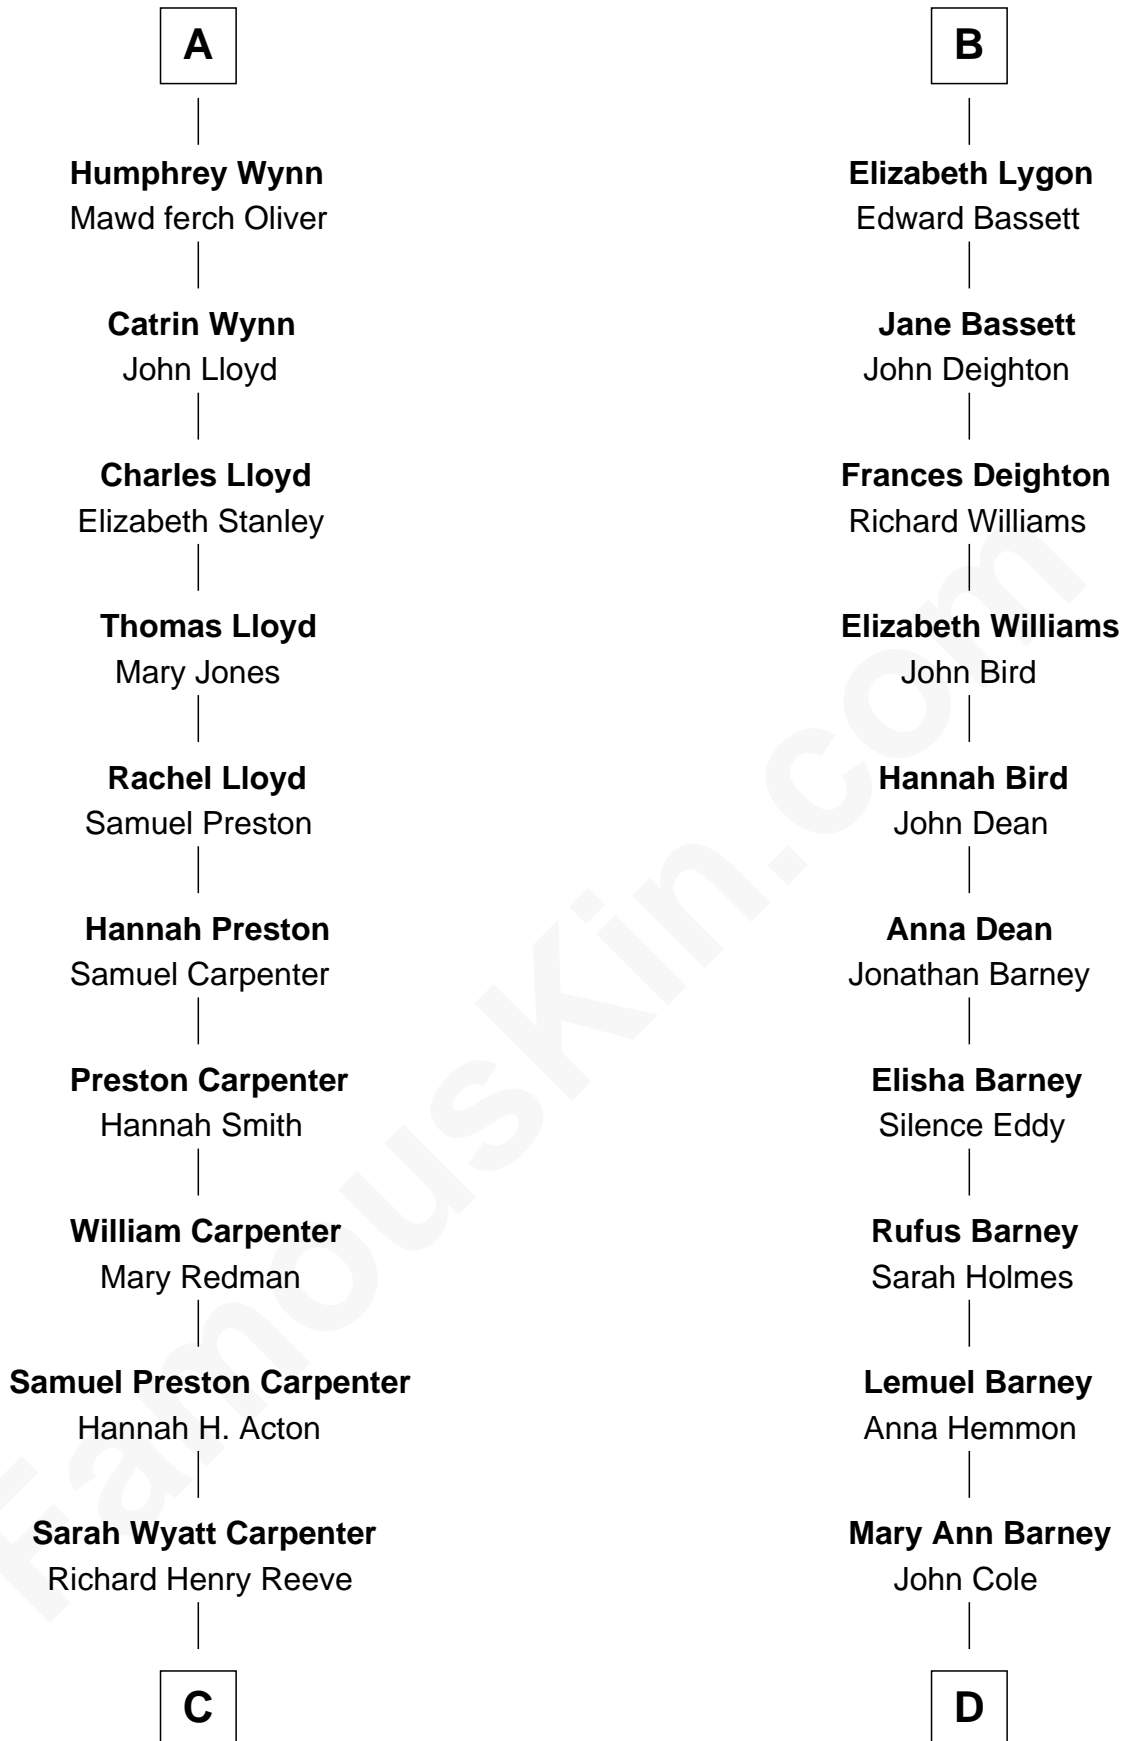 A
Humphrey Wynn
Mawd ferch Oliver
Catrin Wynn
John Lloyd
Charles Lloyd
Elizabeth Stanley
Thomas Lloyd
Mary Jones
Rachel Lloyd
Samuel Preston
Hannah Preston
Samuel Carpenter
Preston Carpenter
Hannah Smith
William Carpenter
Mary Redman
Samuel Preston Carpenter
Hannah H. Acton
Sarah Wyatt Carpenter
Richard Henry Reeve
C
B
Elizabeth Lygon
Edward Bassett
Jane Bassett
John Deighton
Frances Deighton
Richard Williams
Elizabeth Williams
John Bird
Hannah Bird
John Dean
Anna Dean
Jonathan Barney
Elisha Barney
Silence Eddy
Rufus Barney
Sarah Holmes
Lemuel Barney
Anna Hemmon
Mary Ann Barney
John Cole
D
FamousKin.com